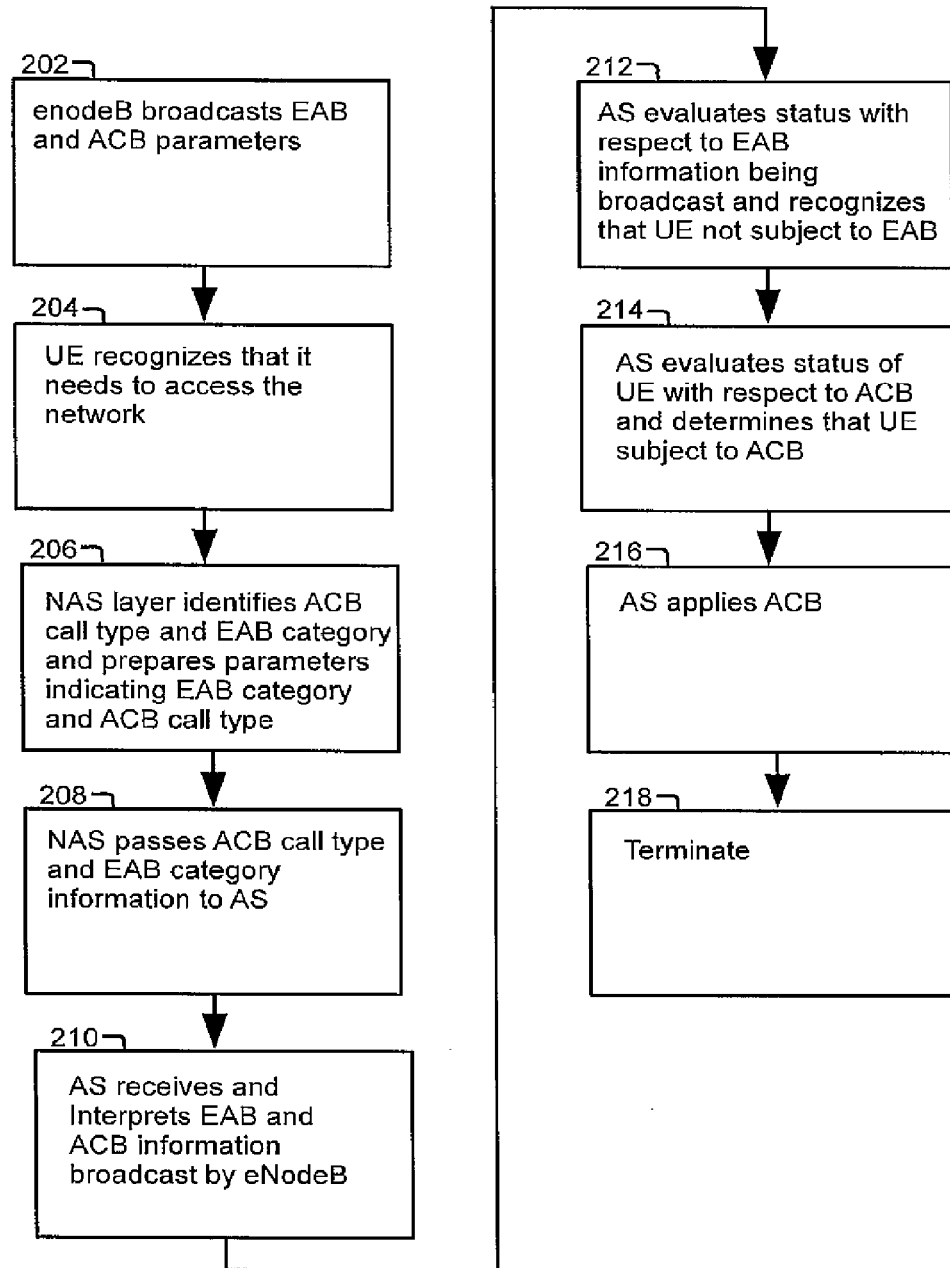 202
enodeB broadcasts EAB
and ACB parameters
204
UE recognizes that it
needs to access the
network
206
NAS layer identifies ACB
call type and EAB category
and prepares parameters
indicating EAB category
and ACB call type
208
NAS passes ACB call type
and EAB category
information to AS
210
AS receives and
Interprets EAB and
ACB information
broadcast by eNodeB
212
AS evaluates status with
respect to EAB
information being
broadcast and recognizes
that UE not subject to EAB
214
AS evaluates status of
UE with respect to ACB
and determines that UE
subject to ACB
216
AS applies ACB
218
Terminate